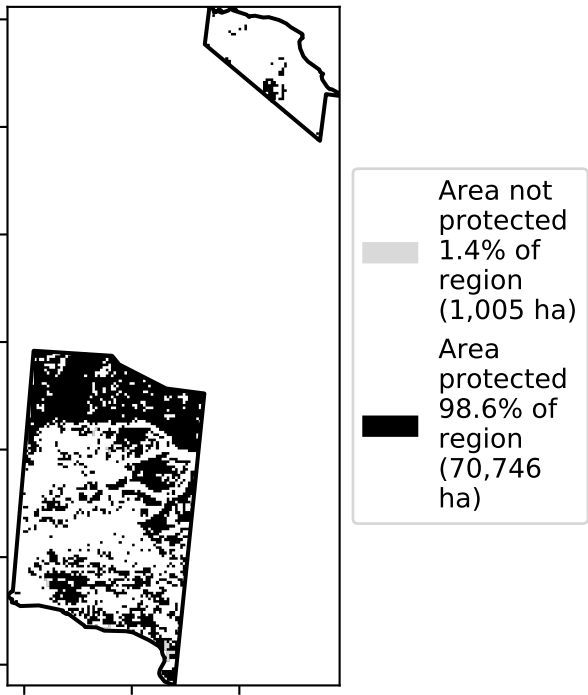 Area not
protected
1.4% of
region
(1,005 ha)
Area
protected
98.6% of
region
(70,746
ha)